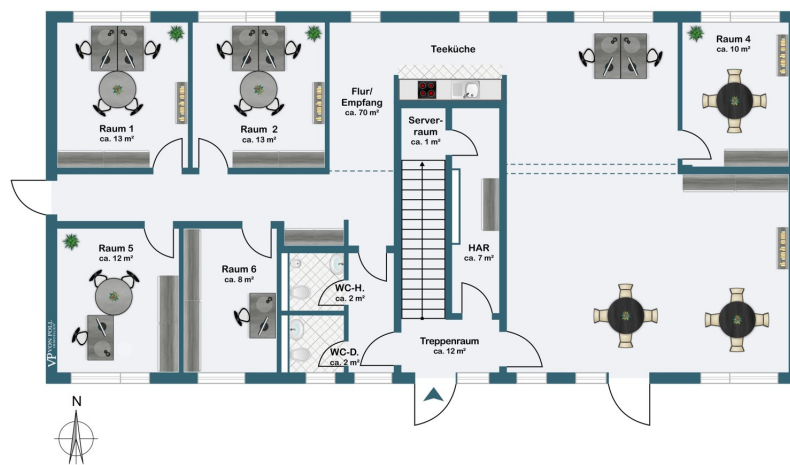 Raum 1
ca. 13 m²
Raum 2
ca. 13 m²
Flur/
Empfang
ca. 70 m²
Teeküche
Raum 4
ca. 10 m²
Server-
raum
ca. 1 m²
HAR
ca. 7 m²
Raum 5
ca. 12 m²
Raum 6
ca. 8 m²
WC-H.
ca. 2 m²
WC-D.
ca. 2 m²
Treppenraum
ca. 12 m²
VP VON POLL
N